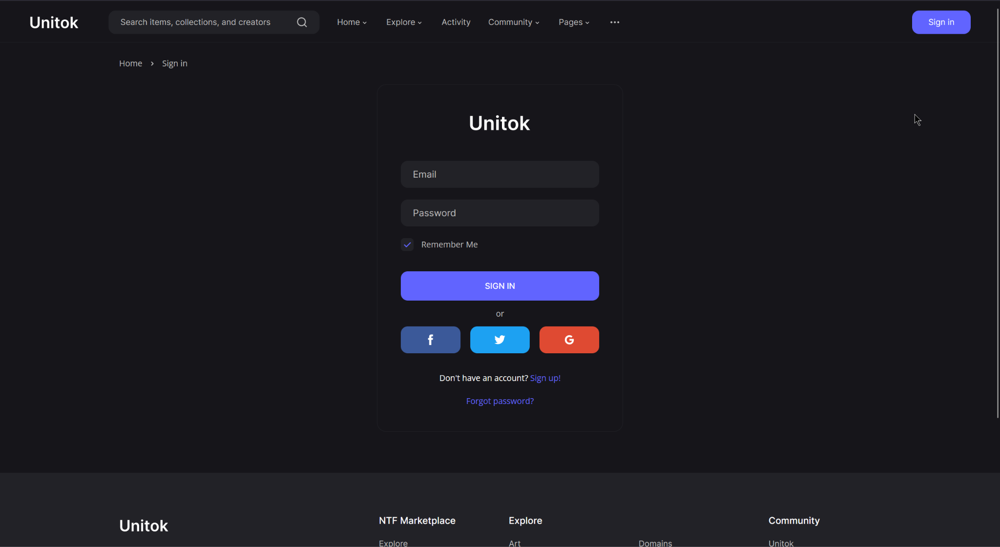 Unitok
Search items, collections, and creators
Home
Explore
Activity
Community
Pages
Sign in
Home > Sign in
Unitok
Email
Password
Remember Me
SIGN IN
or
Don't have an account? Sign up!
Forgot password?
Unitok
NTF Marketplace
Explore
Community
Explore
Art
Domains
Unitok